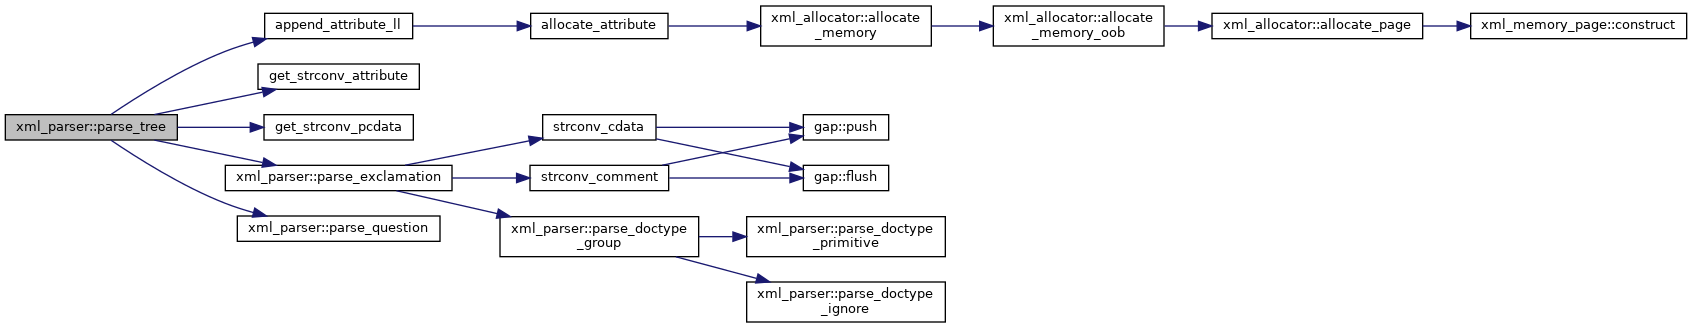 append_attribute_ll
allocate_attribute
xml_allocator::allocate
_memory
xml_allocator::allocate
_memory_oob
xml_allocator::allocate_page
xml_memory_page::construct
get_strconv_attribute
xml_parser::parse_tree
get_strconv_pcdata
strconv_cdata
gap::push
xml_parser::parse_exclamation
strconv_comment
gap::flush
xml_parser::parse_question
xml_parser::parse_doctype
_group
xml_parser::parse_doctype
_primitive
xml_parser::parse_doctype
_ignore